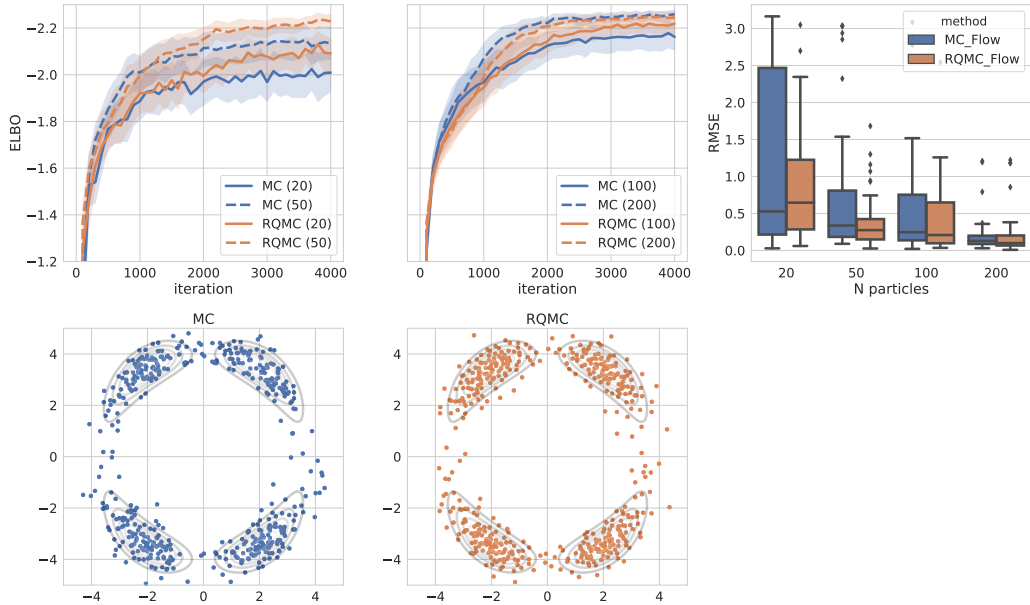 ELBO
−2.2
−2.0
−1.8
−1.6
−1.4
−1.2
0 1000 2000 3000 4000
iteration
MC (20)
MC (50)
RQMC (20)
RQMC (50)
0 1000 2000 3000 4000
iteration
MC (100)
MC (200)
RQMC (100)
RQMC (200)
RMSE
3.0
2.5
2.0
1.5
1.0
0.5
0.0
20 50 100 200
N particles
method
MC_Flow
RQMC_Flow
MC
4
2
0
−2
−4
−4 −2 0 2 4
RQMC
4
2
0
−2
−4
−4 −2 0 2 4